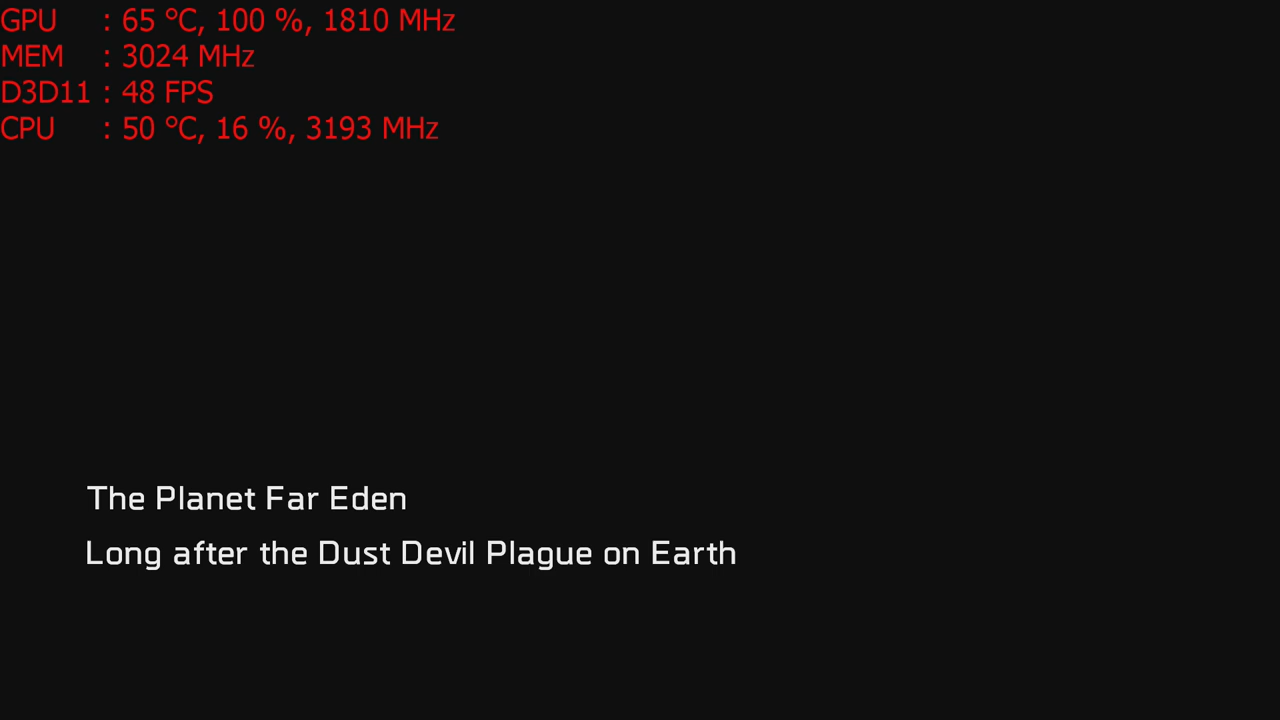 GPU : 65 °C, 100 %, 1810 MHz
MEM : 3024 MHz
D3D11 : 48 FPS
CPU : 50 °C, 16 %, 3193 MHz
The Planet Far Eden
Long after the Dust Devil Plague on Earth